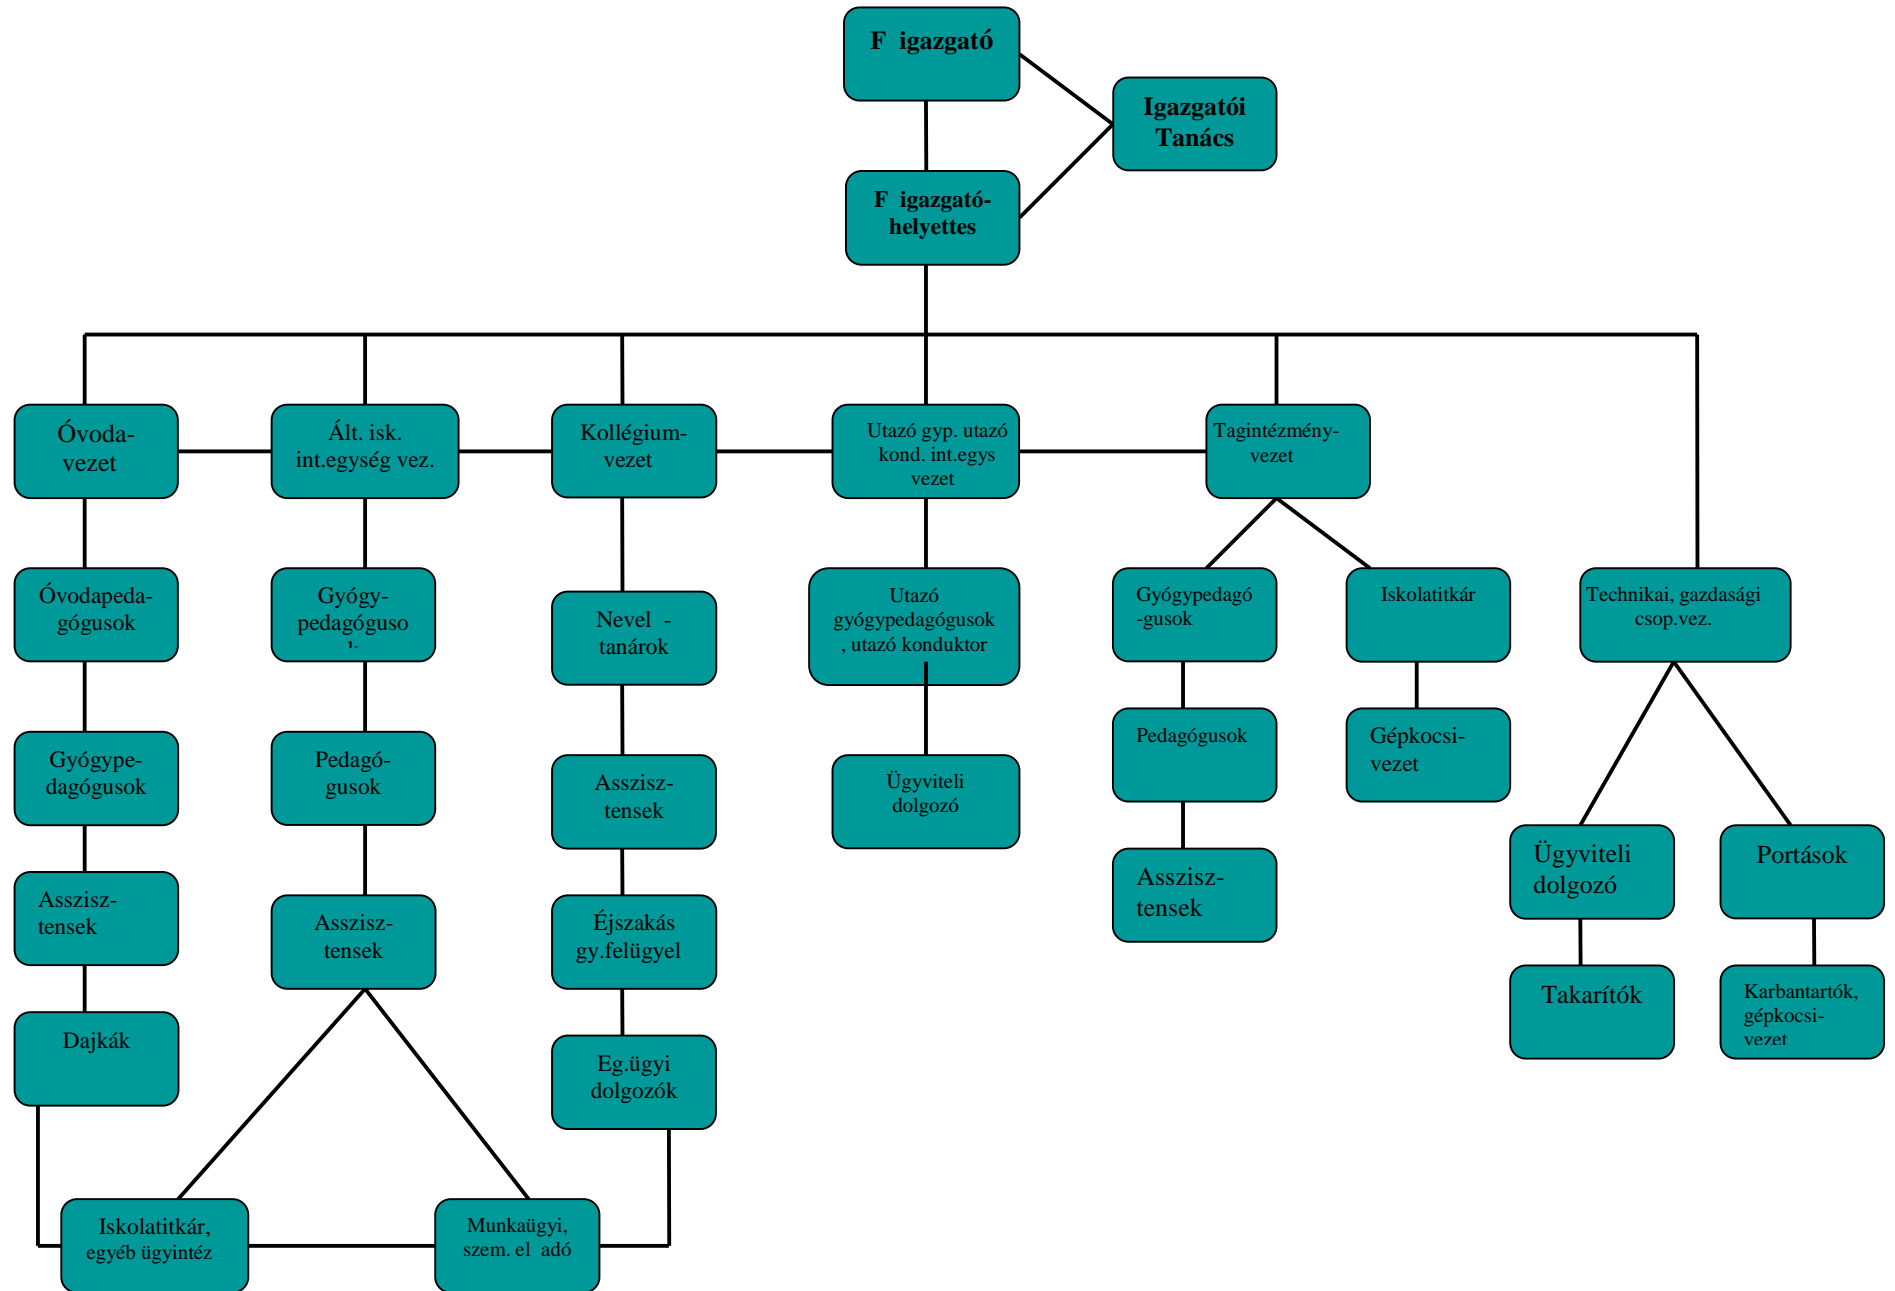 F igazgató
Igazgatói
Tanács
F igazgató-
helyettes
Óvoda-
vezet
Ált. isk.
int.egység vez.
Kollégium-
vezet
Utazó gyp. utazó
kond. int.egys
vezet
Tagintézmény-
vezet
Óvodapeda-
gógusok
Gyógy-
pedagóguso
Nevel -
tanárok
Utazó
gyógypedagógusok
, utazó konduktor
Gyógypedagó
-gusok
Iskolatitkár
Technikai, gazdasági
csop.vez.
Gyógype-
dagógusok
Pedagó-
gusok
Asszisz-
tensek
Ügyviteli
dolgozó
Pedagógusok
Gépkocsi-
vezet
Asszisz-
tensek
Asszisz-
tensek
Éjszakás
gy.felügyel
Asszisz-
tensek
Ügyviteli
dolgozó
Portások
Dajkák
Eg.ügyi
dolgozók
Takarítók
Karbantartók,
gépkocsi-
vezet
Iskolatitkár,
egyéb ügyintéz
Munkaügyi,
szem. el adó